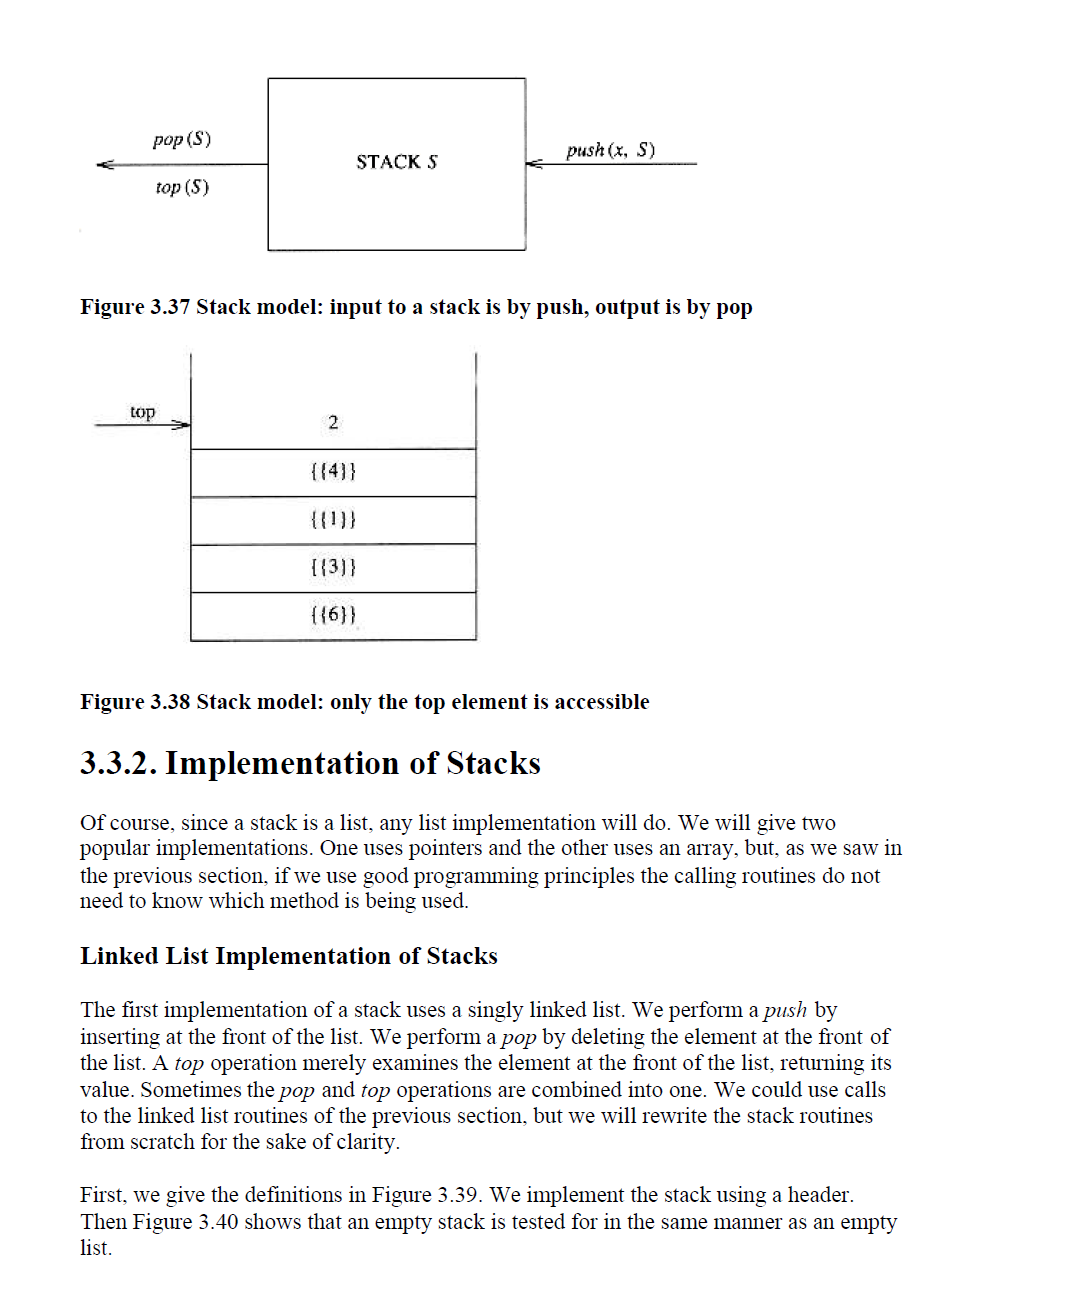 pop (S)
STACK S
push (x, S)
top (S)
Figure 3.37 Stack model: input to a stack is by push, output is by pop
top
2
{{4}}
{{1}}
{{3}}
{{6}}
Figure 3.38 Stack model: only the top element is accessible
3.3.2. Implementation of Stacks
Of course, since a stack is a list, any list implementation will do. We will give two
popular implementations. One uses pointers and the other uses an array, but, as we saw in
the previous section, if we use good programming principles the calling routines do not
need to know which method is being used.
Linked List Implementation of Stacks
The first implementation of a stack uses a singly linked list. We perform a push by
inserting at the front of the list. We perform a pop by deleting the element at the front of
the list. A top operation merely examines the element at the front of the list, returning its
value. Sometimes the pop and top operations are combined into one. We could use calls
to the linked list routines of the previous section, but we will rewrite the stack routines
from scratch for the sake of clarity.
First, we give the definitions in Figure 3.39. We implement the stack using a header.
Then Figure 3.40 shows that an empty stack is tested for in the same manner as an empty
list.